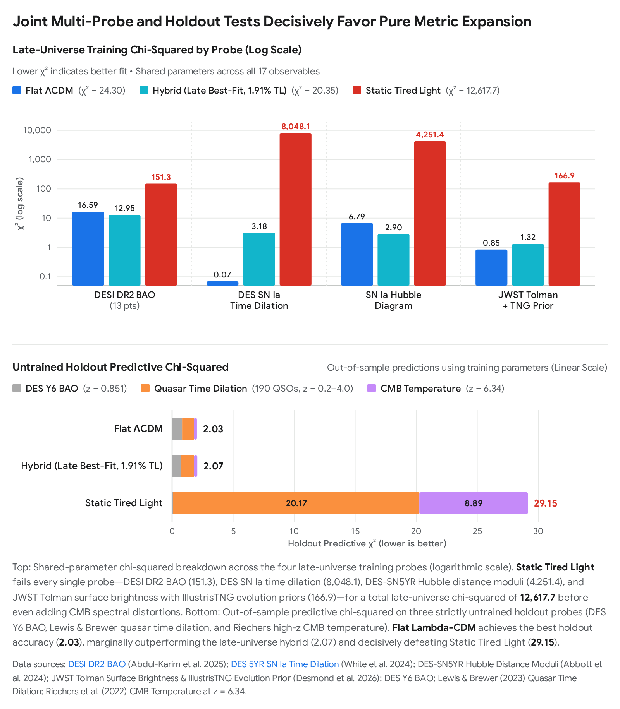 Joint Multi-Probe and Holdout Tests Decisively Favor Pure Metric Expansion
Late-Universe Training Chi-Squared by Probe (Log Scale)
Lower χ² indicates better fit • Shared parameters across all 17 observables
Flat ΛCDM (χ² = 24.30) Hybrid (Late Best-Fit, 1.91% TL) (χ² = 20.35) Static Tired Light (χ² = 12,617.7)
χ² (log scale)
10,000
1,000
100
10
1
0.1
16.59
12.95
151.3
0.07
3.18
8,048.1
6.79
2.90
4,251.4
0.85
1.32
166.9
DESI DR2 BAO
(13 pts)
DES SN Ia
Time Dilation
SN Ia Hubble
Diagram
JWST Tolman
+ TNG Prior
Untrained Holdout Predictive Chi-Squared
Out-of-sample predictions using training parameters (Linear Scale)
DES Y6 BAO (z = 0.851) Quasar Time Dilation (190 QSOs, z = 0.2–4.0) CMB Temperature (z = 6.34)
Flat ΛCDM
2.03
Hybrid (Late Best-Fit, 1.91% TL)
2.07
Static Tired Light
20.17
8.89
29.15
0 5 10 15 20 25 30
Holdout Predictive χ² (lower is better)
Top: Shared-parameter chi-squared breakdown across the four late-universe training probes (logarithmic scale). Static Tired Light
fails every single probe—DESI DR2 BAO (151.3), DES SN Ia time dilation (8,048.1), DES-SN5YR Hubble distance moduli (4,251.4), and
JWST Tolman surface brightness with IllustrisTNG evolution priors (166.9)—for a total late-universe chi-squared of 12,617.7 before
even adding CMB spectral distortions. Bottom: Out-of-sample predictive chi-squared on three strictly untrained holdout probes (DES
Y6 BAO, Lewis & Brewer quasar time dilation, and Riechers high-z CMB temperature). Flat Lambda-CDM achieves the best holdout
accuracy (2.03), marginally outperforming the late-universe hybrid (2.07) and decisively defeating Static Tired Light (29.15).
Data sources: DESI DR2 BAO (Abdul-Karim et al. 2025); DES 5YR SN Ia Time Dilation (White et al. 2024); DES-SN5YR Hubble Distance Moduli (Abbott et
al. 2024); JWST Tolman Surface Brightness & IllustrisTNG Evolution Prior (Desmond et al. 2026); DES Y6 BAO; Lewis & Brewer (2023) Quasar Time
Dilation; Riechers et al. (2022) CMB Temperature at z = 6.34.